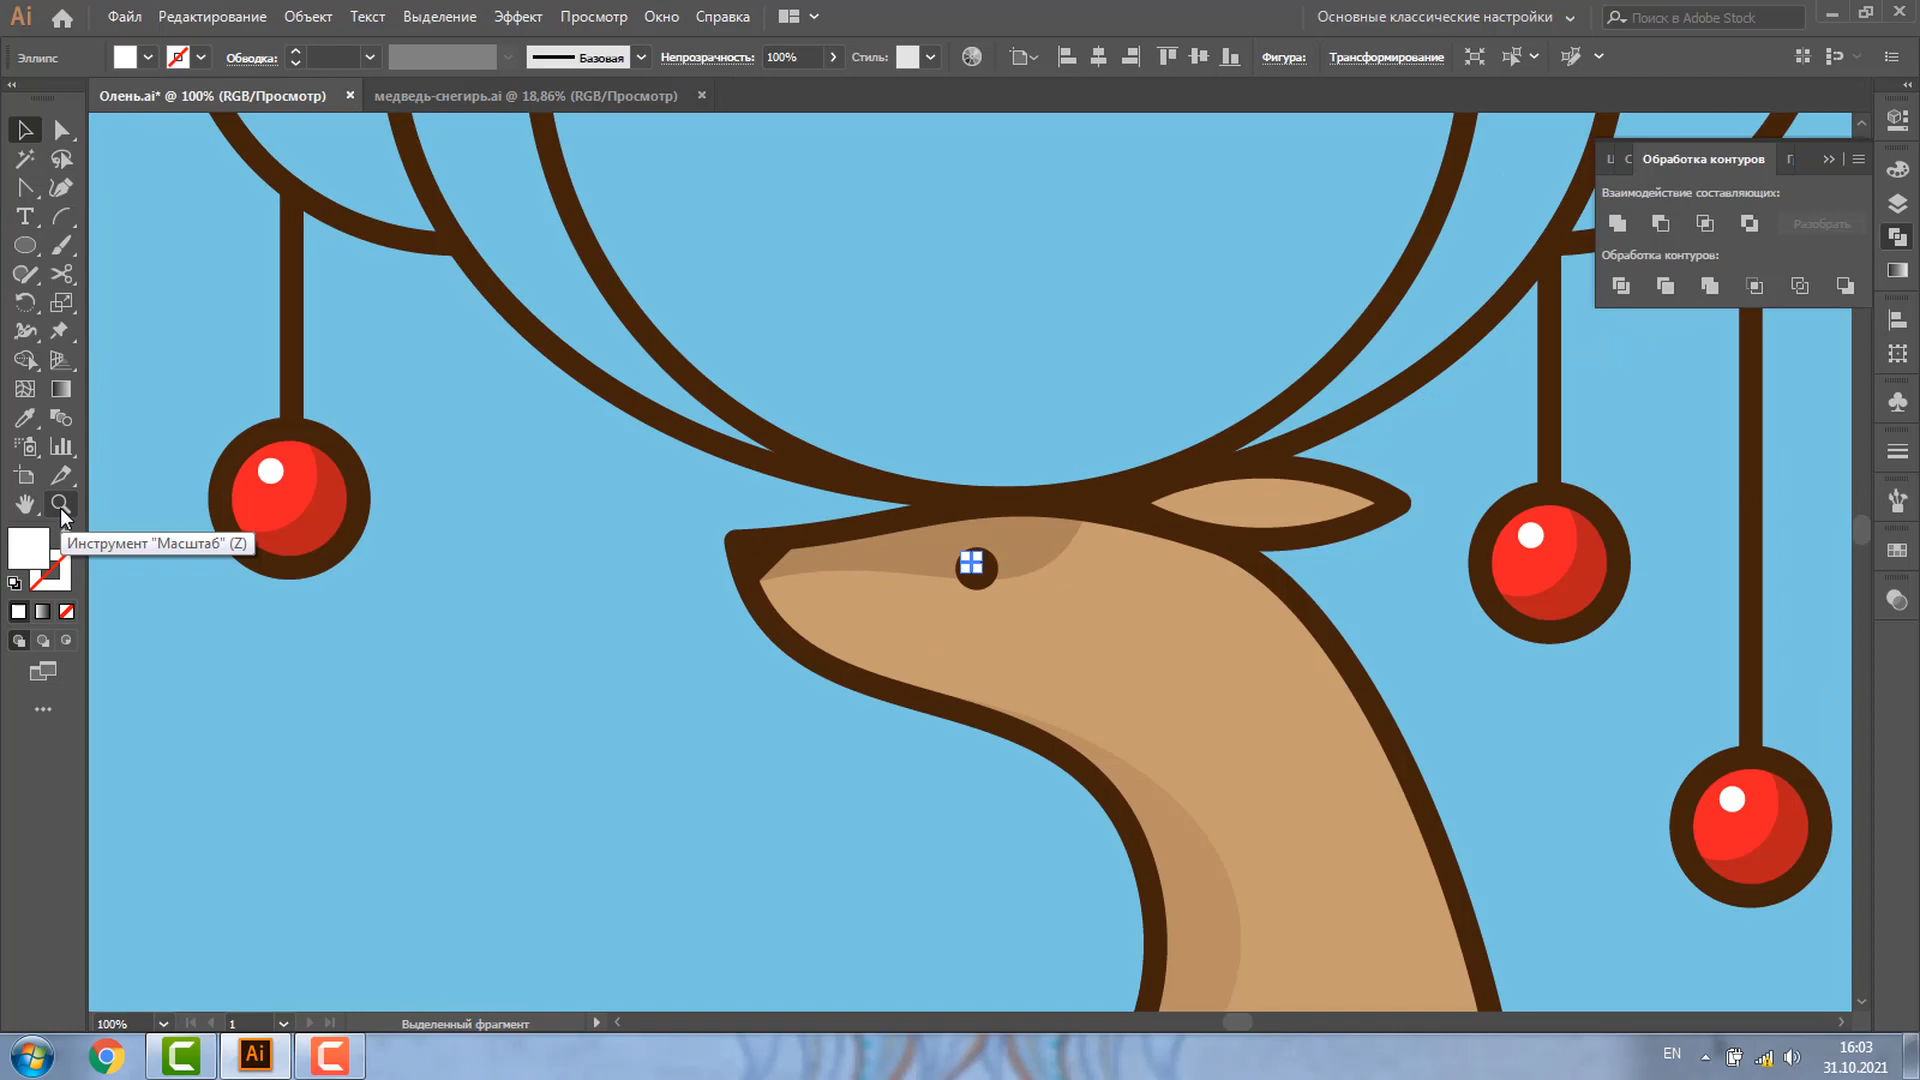 Ai Файл Редактирование Объект Текст Выделение Эффект Просмотр Окно Справка Основные классические настройки Поиск в Adobe Stock
Эллипс Обводка: Базовая Непрозрачность: 100% Стиль: Фигура: Трансформирование
Олень.ai* @ 100% (RGB/Просмотр) × медведь-снегирь.ai @ 18,86% (RGB/Просмотр) ×
Обработка контуров
Взаимодействие составляющих:
Разобрать
Обработка контуров:
Инструмент "Масштаб" (Z)
100% 1 Выделенный фрагмент
Ai EN 16:03
31.10.2021